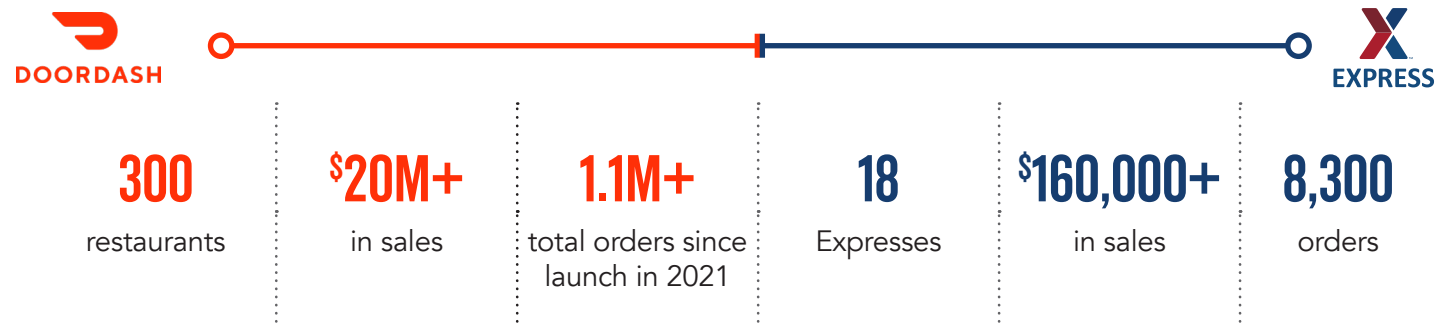 DOORDASH
EXPRESS
300
restaurants
$20M+
in sales
1.1M+
total orders since
launch in 2021
18
Expresses
$160,000+
in sales
8,300
orders